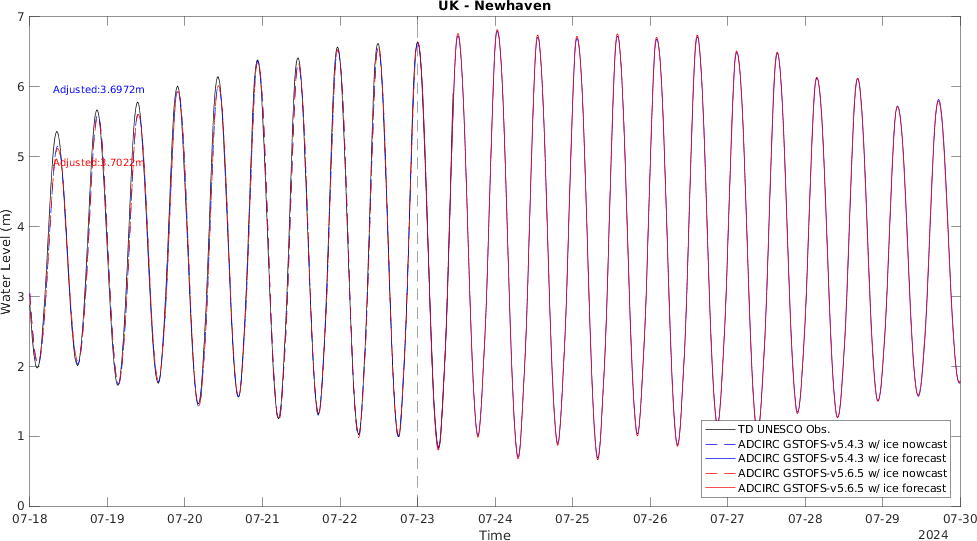 UK - Newhaven
7
6
5
4
3
2
1
0
Water Level (m)
Adjusted:3.6972m
Adjusted:3.7022m
TD UNESCO Obs.
ADCIRC GSTOFS-v5.4.3 w/ ice nowcast
ADCIRC GSTOFS-v5.4.3 w/ ice forecast
ADCIRC GSTOFS-v5.6.5 w/ ice nowcast
ADCIRC GSTOFS-v5.6.5 w/ ice forecast
07-18 07-19 07-20 07-21 07-22 07-23 07-24 07-25 07-26 07-27 07-28 07-29 07-30
Time
2024